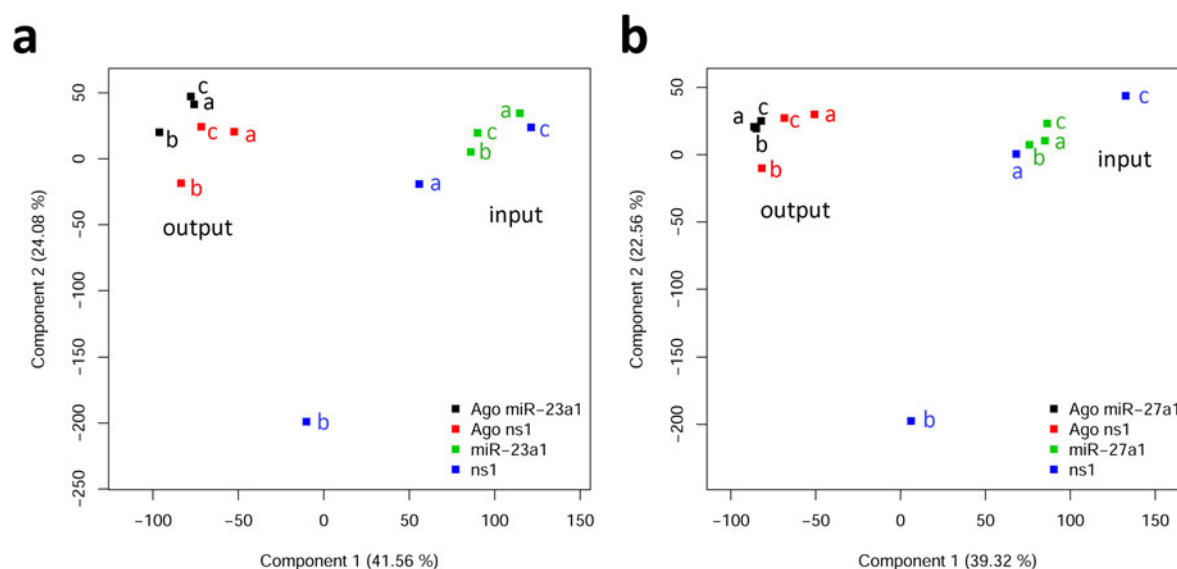 a
50
0
−50
−100
−150
−200
−250
Component 2 (24.08 %)
c
a
b
c
a
b
output
a
c
b
c
a
input
b
Ago miR−23a1
Ago ns1
miR−23a1
ns1
−100
−50
0
50
100
150
Component 1 (41.56 %)
b
50
0
−50
−100
−150
−200
Component 2 (22.56 %)
a
c
b
c
a
b
output
c
c
a
b
a
input
b
Ago miR−27a1
Ago ns1
miR−27a1
ns1
−100
−50
0
50
100
150
Component 1 (39.32 %)